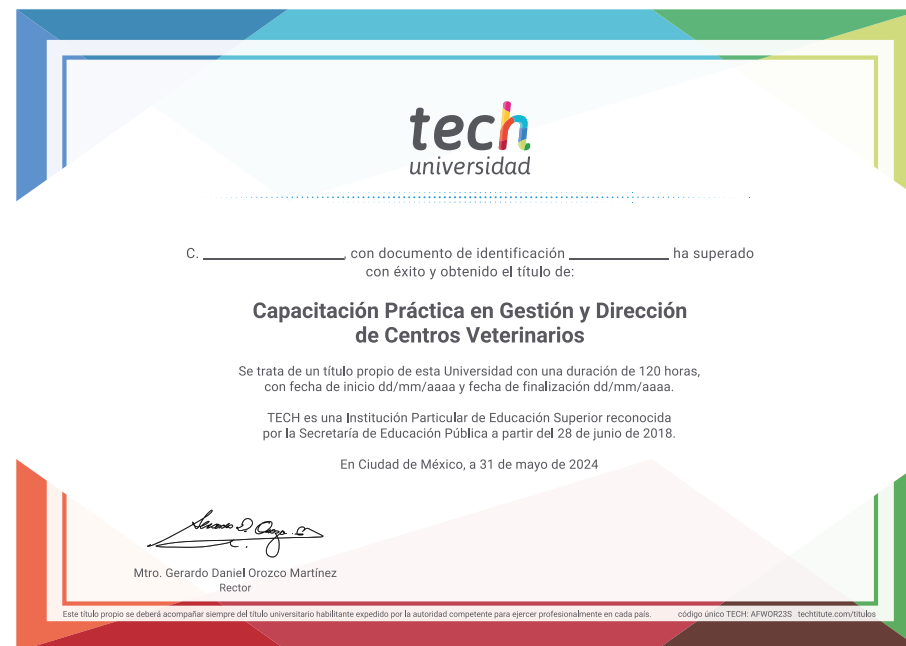 tech
universidad
C. ____________________, con documento de identificación ______________ ha superado
con éxito y obtenido el título de:
Capacitación Práctica en Gestión y Dirección
de Centros Veterinarios
Se trata de un título propio de esta Universidad con una duración de 120 horas,
con fecha de inicio dd/mm/aaaa y fecha de finalización dd/mm/aaaa.
TECH es una Institución Particular de Educación Superior reconocida
por la Secretaría de Educación Pública a partir del 28 de junio de 2018.
En Ciudad de México, a 31 de mayo de 2024
Mtro. Gerardo Daniel Orozco Martínez
Rector
Este título propio se deberá acompañar siempre del título universitario habilitante expedido por la autoridad competente para ejercer profesionalmente en cada país. código único TECH: AFWOR23S techtitute.com/titulos